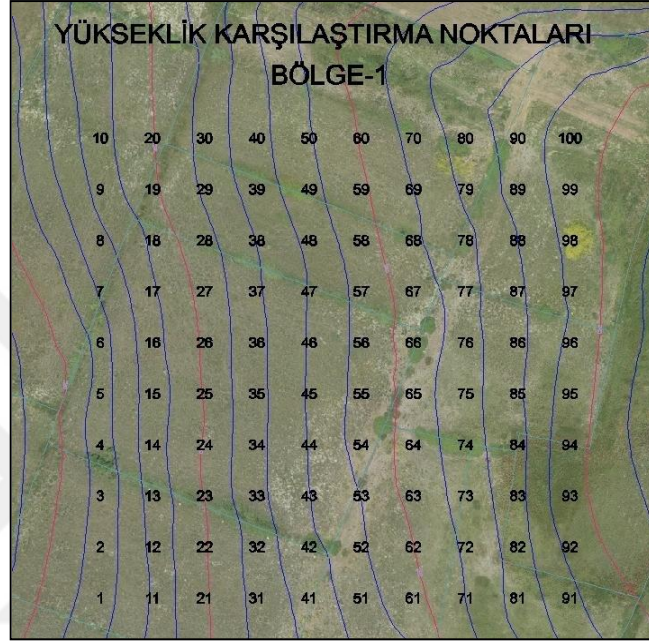 YÜKSEKLİK KARŞILAŞTIRMA NOKTALARI
BÖLGE-1
10 20 30 40 50 60 70 80 90 100
9 19 29 39 49 59 69 79 89 99
8 18 28 38 48 58 68 78 88 98
7 17 27 37 47 57 67 77 87 97
6 16 26 36 46 56 66 76 86 96
5 15 25 35 45 55 65 75 85 95
4 14 24 34 44 54 64 74 84 94
3 13 23 33 43 53 63 73 83 93
2 12 22 32 42 52 62 72 82 92
1 11 21 31 41 51 61 71 81 91